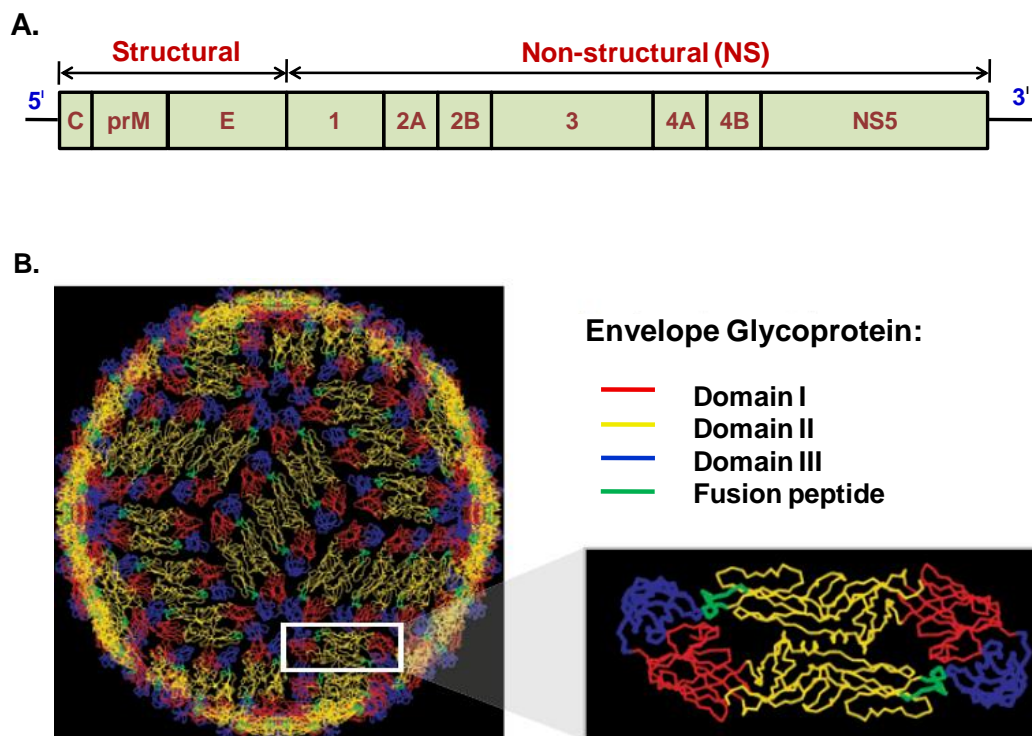 A.
Structural Non-structural (NS)
5' 3'
C prM E 1 2A 2B 3 4A 4B NS5
B.
Envelope Glycoprotein:
Domain I
Domain II
Domain III
Fusion peptide